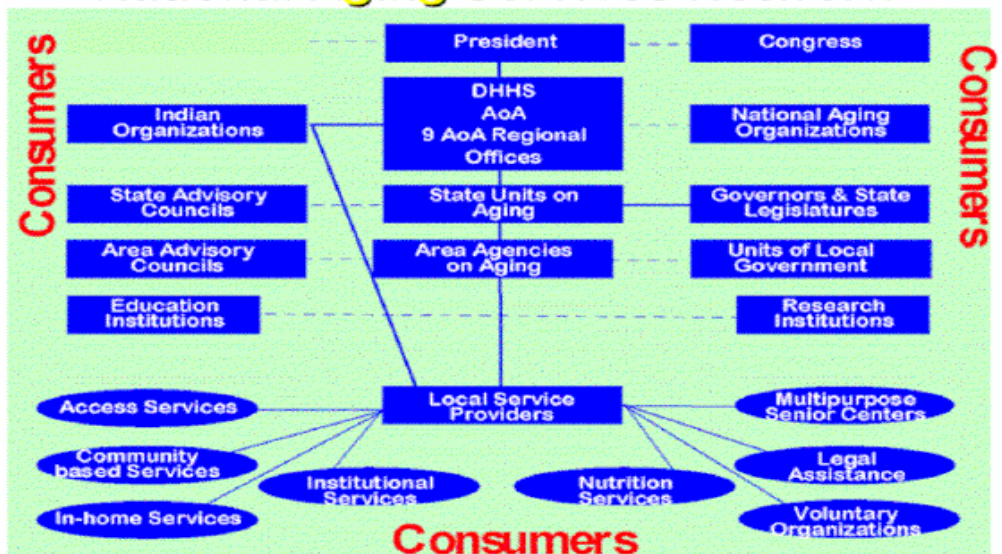 Aging
Consumers
President
Congress
Consumers
Indian
Organizations
DHHS
AoA
9 AoA Regional
Offices
National Aging
Organizations
State Advisory
Councils
State Units on
Aging
Governors & State
Legislatures
Area Advisory
Councils
Area Agencies
on Aging
Units of Local
Government
Education
Institutions
Research
Institutions
Access Services
Local Service
Providers
Multipurpose
Senior Centers
Community
based Services
Institutional
Services
Nutrition
Services
Legal
Assistance
In-home Services
Voluntary
Organizations
Consumers